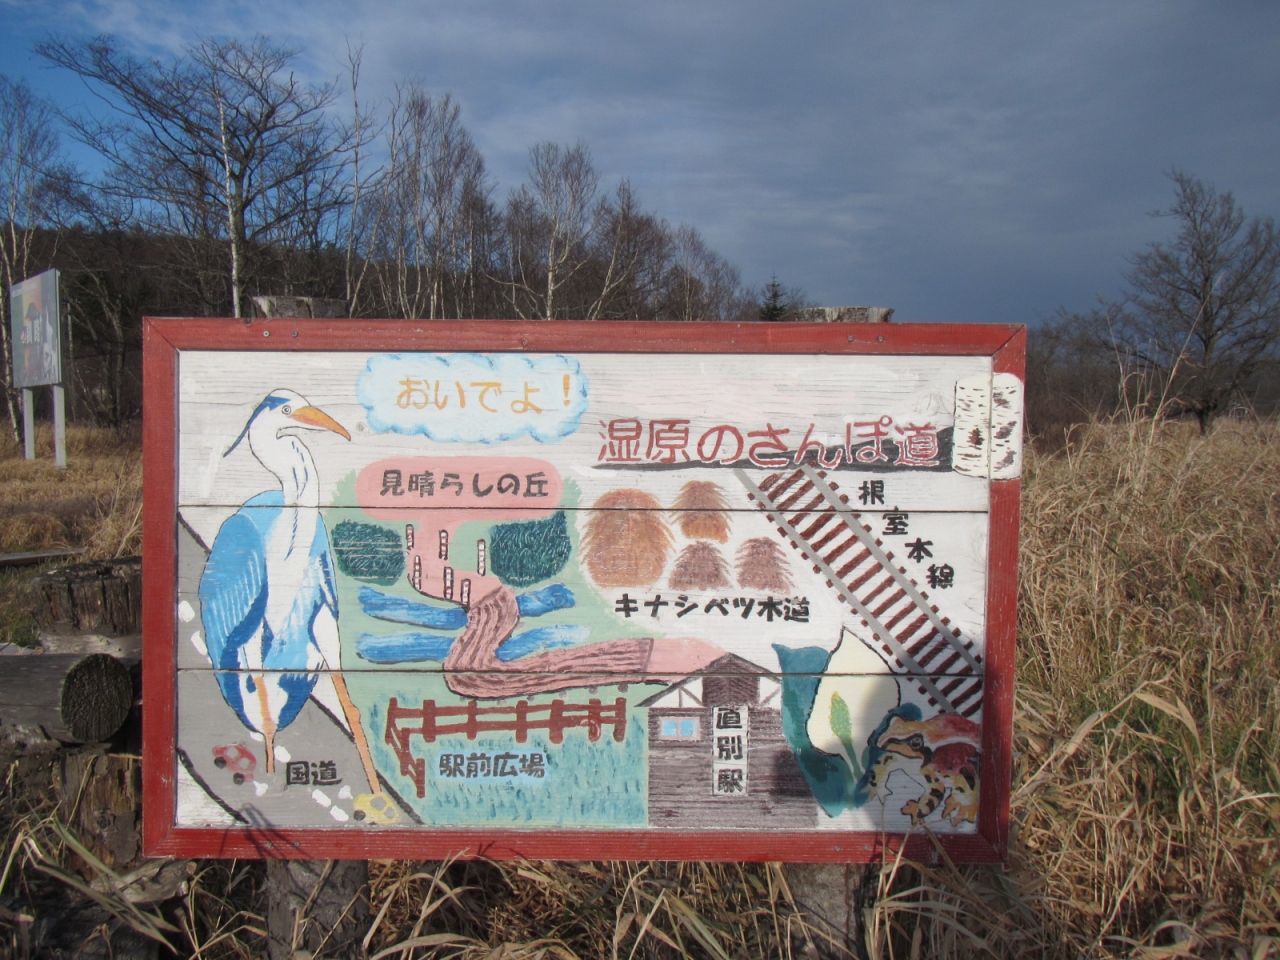 おいでよ！
湿原のさんぽ道
見晴らしの丘
根室本線
キナシベツ木道
直別駅
駅前広場
国道